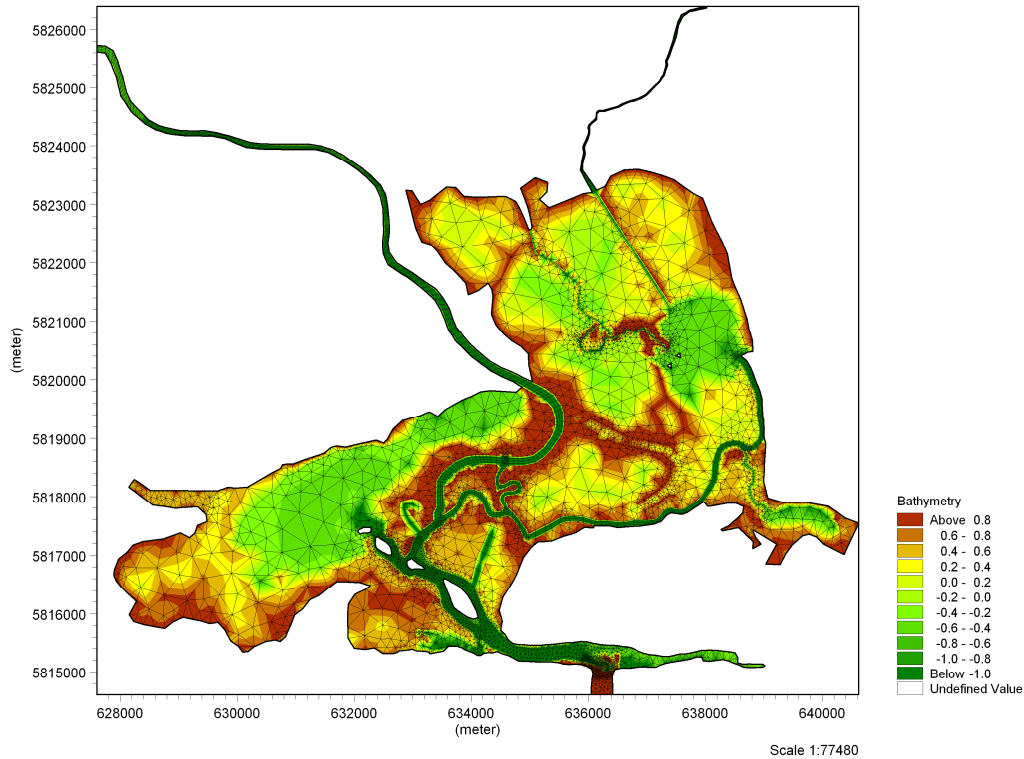 5826000
5825000
5824000
5823000
5822000
5821000
5820000
5819000
5818000
5817000
5816000
5815000
(meter)
628000 630000 632000 634000 636000 638000 640000
(meter)
Scale 1:77480
Bathymetry
Above 0.8
0.6 - 0.8
0.4 - 0.6
0.2 - 0.4
0.0 - 0.2
-0.2 - 0.0
-0.4 - -0.2
-0.6 - -0.4
-0.8 - -0.6
-1.0 - -0.8
Below -1.0
Undefined Value